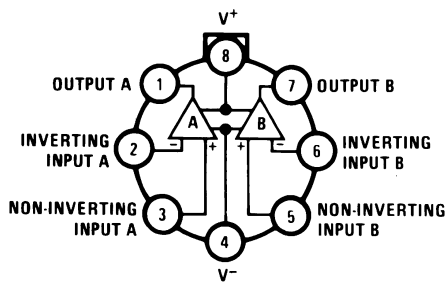 V+
8
OUTPUT A
1
7
OUTPUT B
A
B
INVERTING
INPUT A
2
−
+
+
−
6
INVERTING
INPUT B
NON-INVERTING
INPUT A
3
5
NON-INVERTING
INPUT B
4
V−